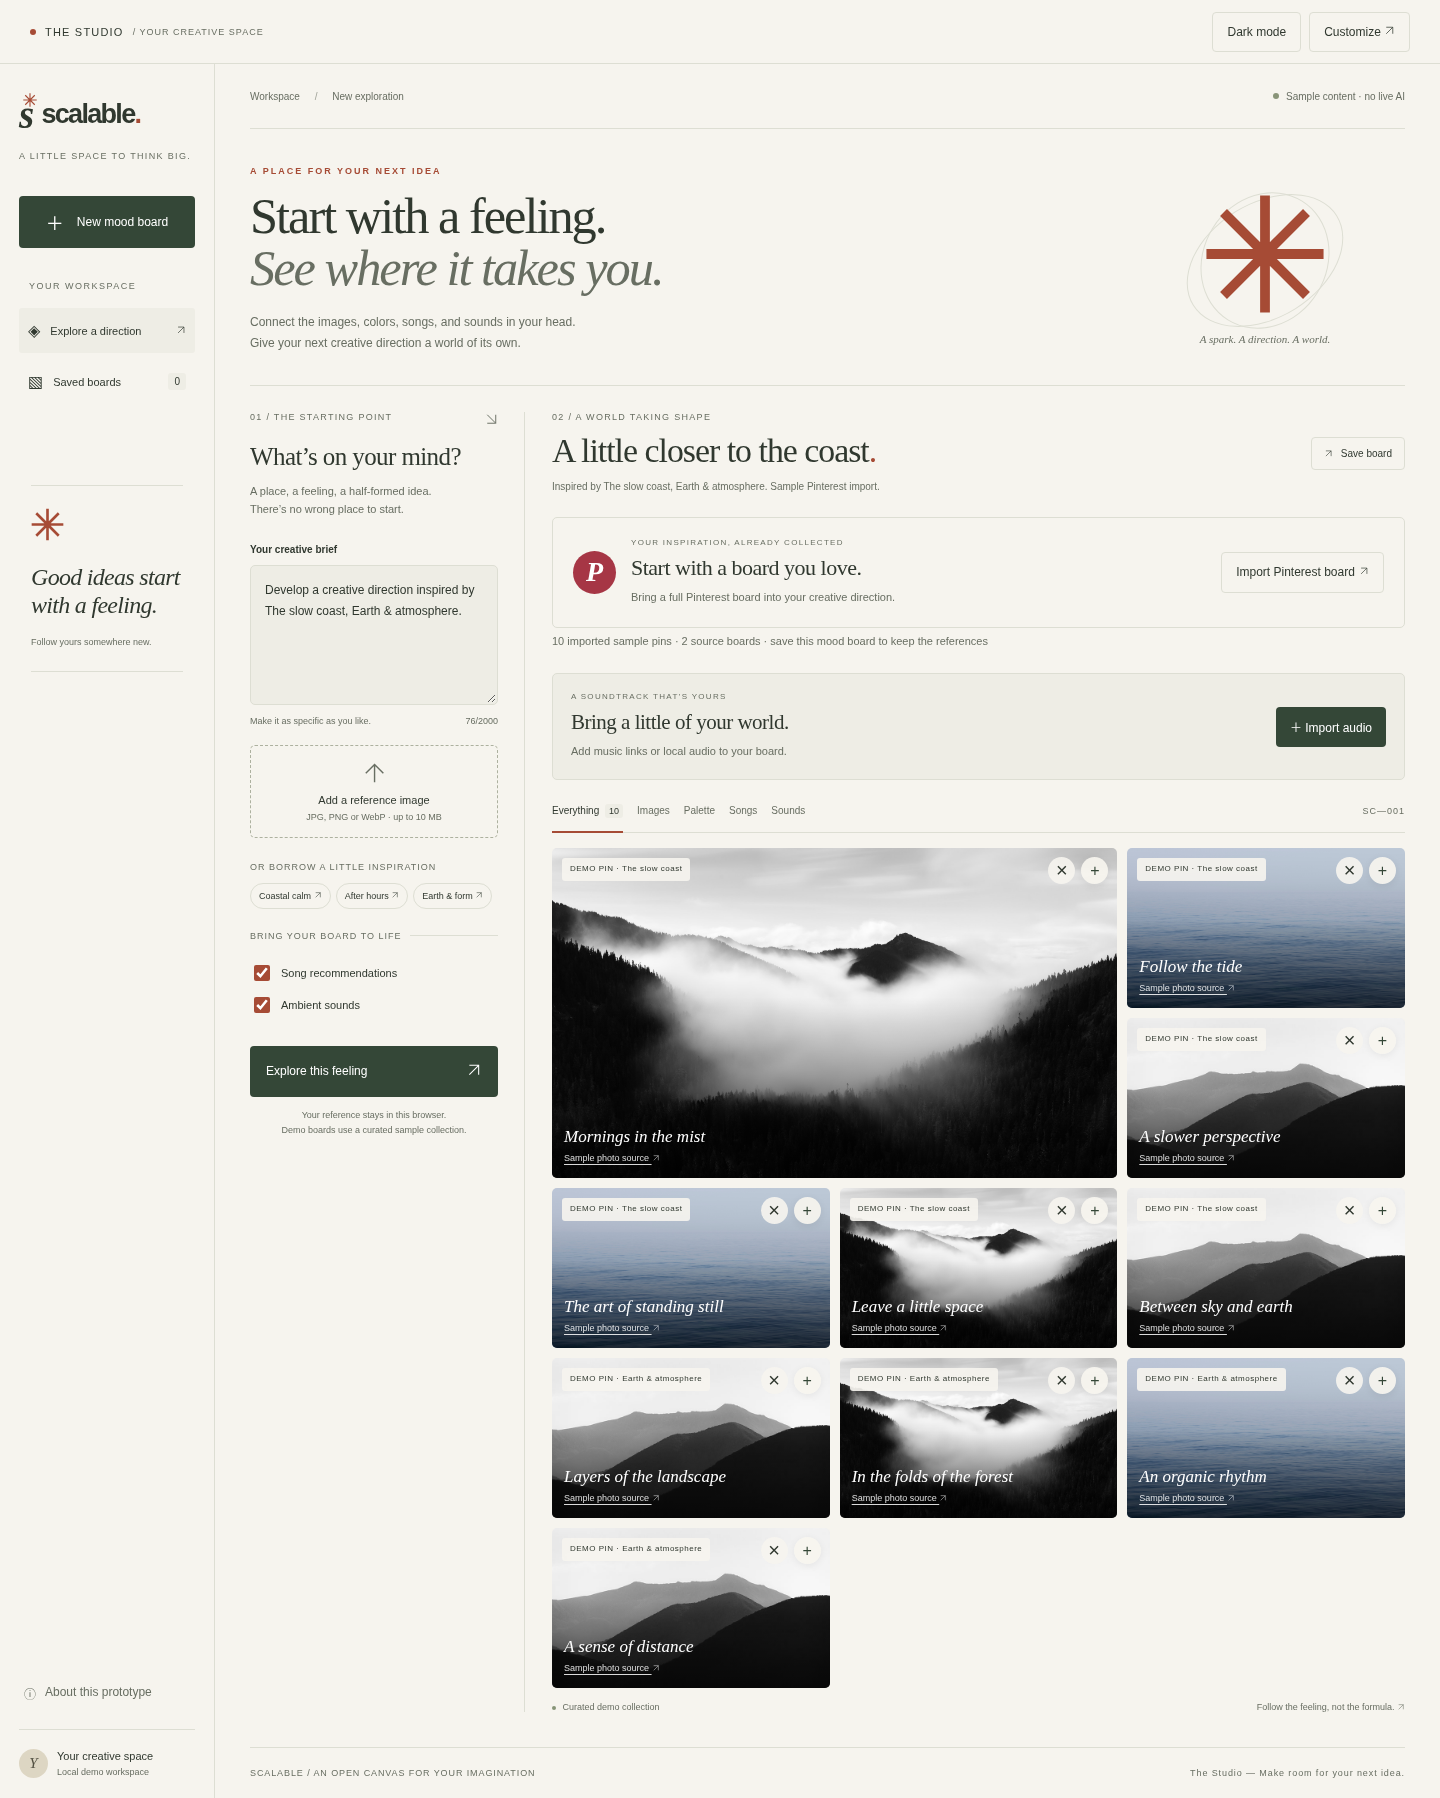 THE STUDIO / YOUR CREATIVE SPACE
Dark mode
Customize
scalable.
A LITTLE SPACE TO THINK BIG.
New mood board
YOUR WORKSPACE
Explore a direction
Saved boards 0
Good ideas start
with a feeling.
Follow yours somewhere new.
About this prototype
Y
Your creative space
Local demo workspace
Workspace / New exploration
Sample content · no live AI
A PLACE FOR YOUR NEXT IDEA
Start with a feeling.
See where it takes you.
Connect the images, colors, songs, and sounds in your head.
Give your next creative direction a world of its own.
A spark. A direction. A world.
01 / THE STARTING POINT
What’s on your mind?
A place, a feeling, a half-formed idea.
There’s no wrong place to start.
Your creative brief
Develop a creative direction inspired by
The slow coast, Earth & atmosphere.
Make it as specific as you like. 76/2000
Add a reference image
JPG, PNG or WebP · up to 10 MB
OR BORROW A LITTLE INSPIRATION
Coastal calm After hours Earth & form
BRING YOUR BOARD TO LIFE
Song recommendations
Ambient sounds
Explore this feeling
Your reference stays in this browser.
Demo boards use a curated sample collection.
02 / A WORLD TAKING SHAPE
A little closer to the coast.
Save board
Inspired by The slow coast, Earth & atmosphere. Sample Pinterest import.
P
YOUR INSPIRATION, ALREADY COLLECTED
Start with a board you love.
Bring a full Pinterest board into your creative direction.
Import Pinterest board
10 imported sample pins · 2 source boards · save this mood board to keep the references
A SOUNDTRACK THAT’S YOURS
Bring a little of your world.
Add music links or local audio to your board.
+ Import audio
Everything 10 Images Palette Songs Sounds
SC—001
DEMO PIN · The slow coast
Mornings in the mist
Sample photo source
DEMO PIN · The slow coast
Follow the tide
Sample photo source
DEMO PIN · The slow coast
A slower perspective
Sample photo source
DEMO PIN · The slow coast
The art of standing still
Sample photo source
DEMO PIN · The slow coast
Leave a little space
Sample photo source
DEMO PIN · The slow coast
Between sky and earth
Sample photo source
DEMO PIN · Earth & atmosphere
Layers of the landscape
Sample photo source
DEMO PIN · Earth & atmosphere
In the folds of the forest
Sample photo source
DEMO PIN · Earth & atmosphere
An organic rhythm
Sample photo source
DEMO PIN · Earth & atmosphere
A sense of distance
Sample photo source
Curated demo collection
Follow the feeling, not the formula.
SCALABLE / AN OPEN CANVAS FOR YOUR IMAGINATION
The Studio — Make room for your next idea.